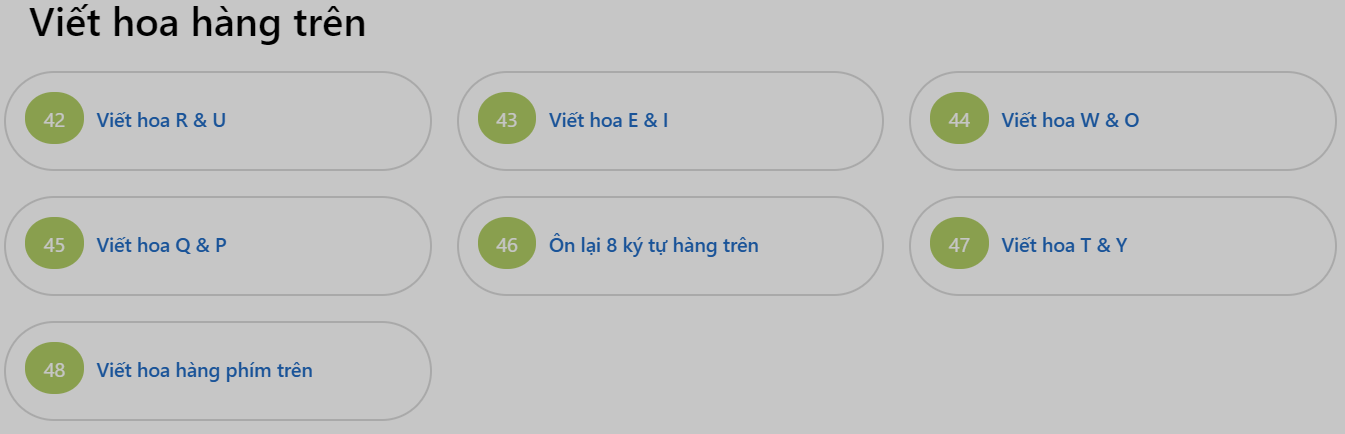 Viết hoa hàng trên
42 Viết hoa R & U
43 Viết hoa E & I
44 Viết hoa W & O
45 Viết hoa Q & P
46 Ôn lại 8 ký tự hàng trên
47 Viết hoa T & Y
48 Viết hoa hàng phím trên